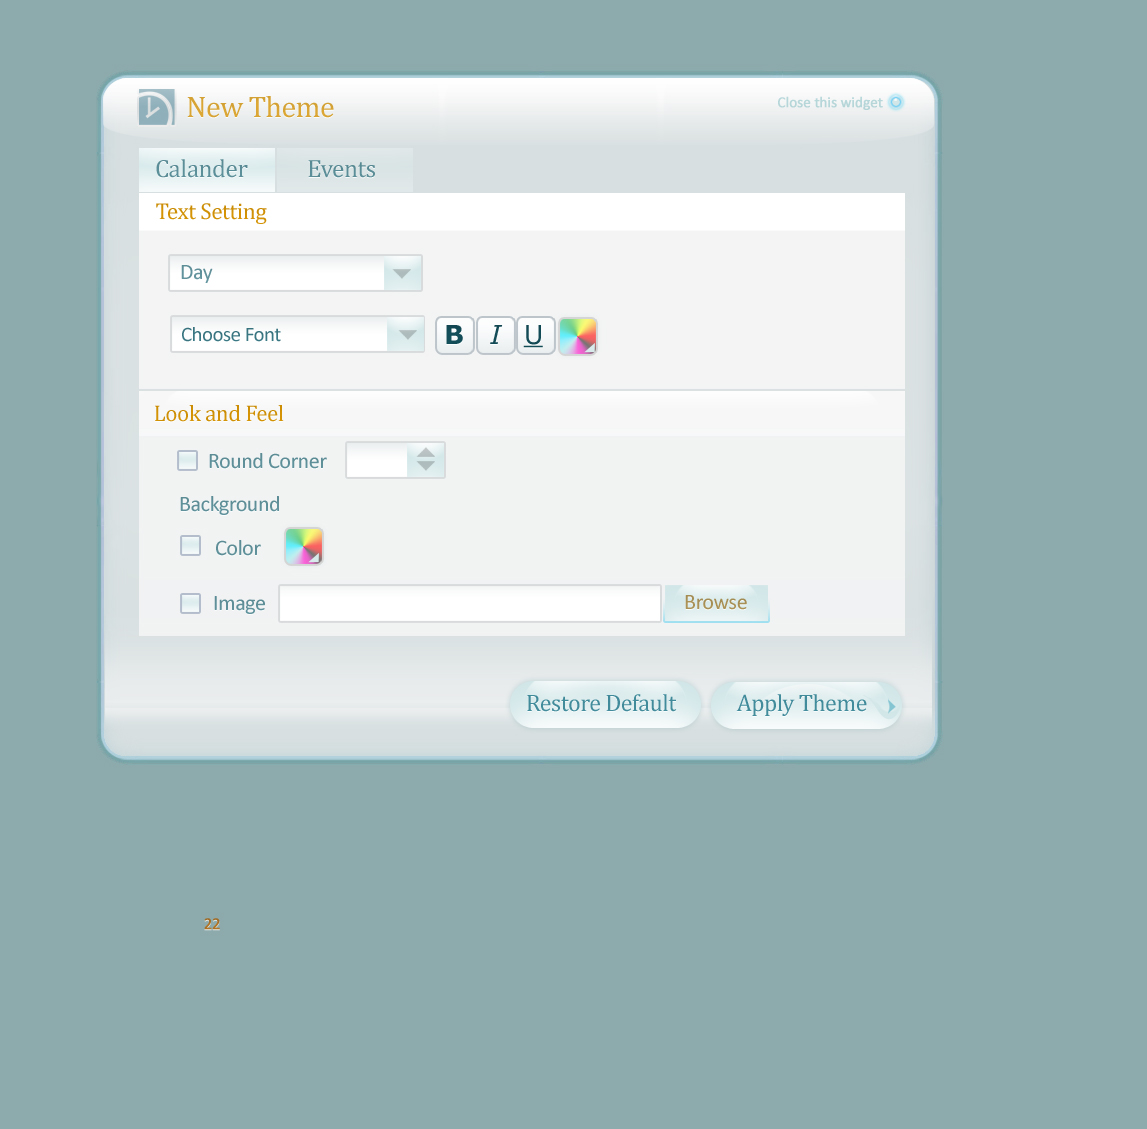 New Theme
Close this widget
Calander
Events
Text Setting
Day
Choose Font
B I U
Look and Feel
Round Corner
Background
Color
Image
Browse
Restore Default
Apply Theme
22